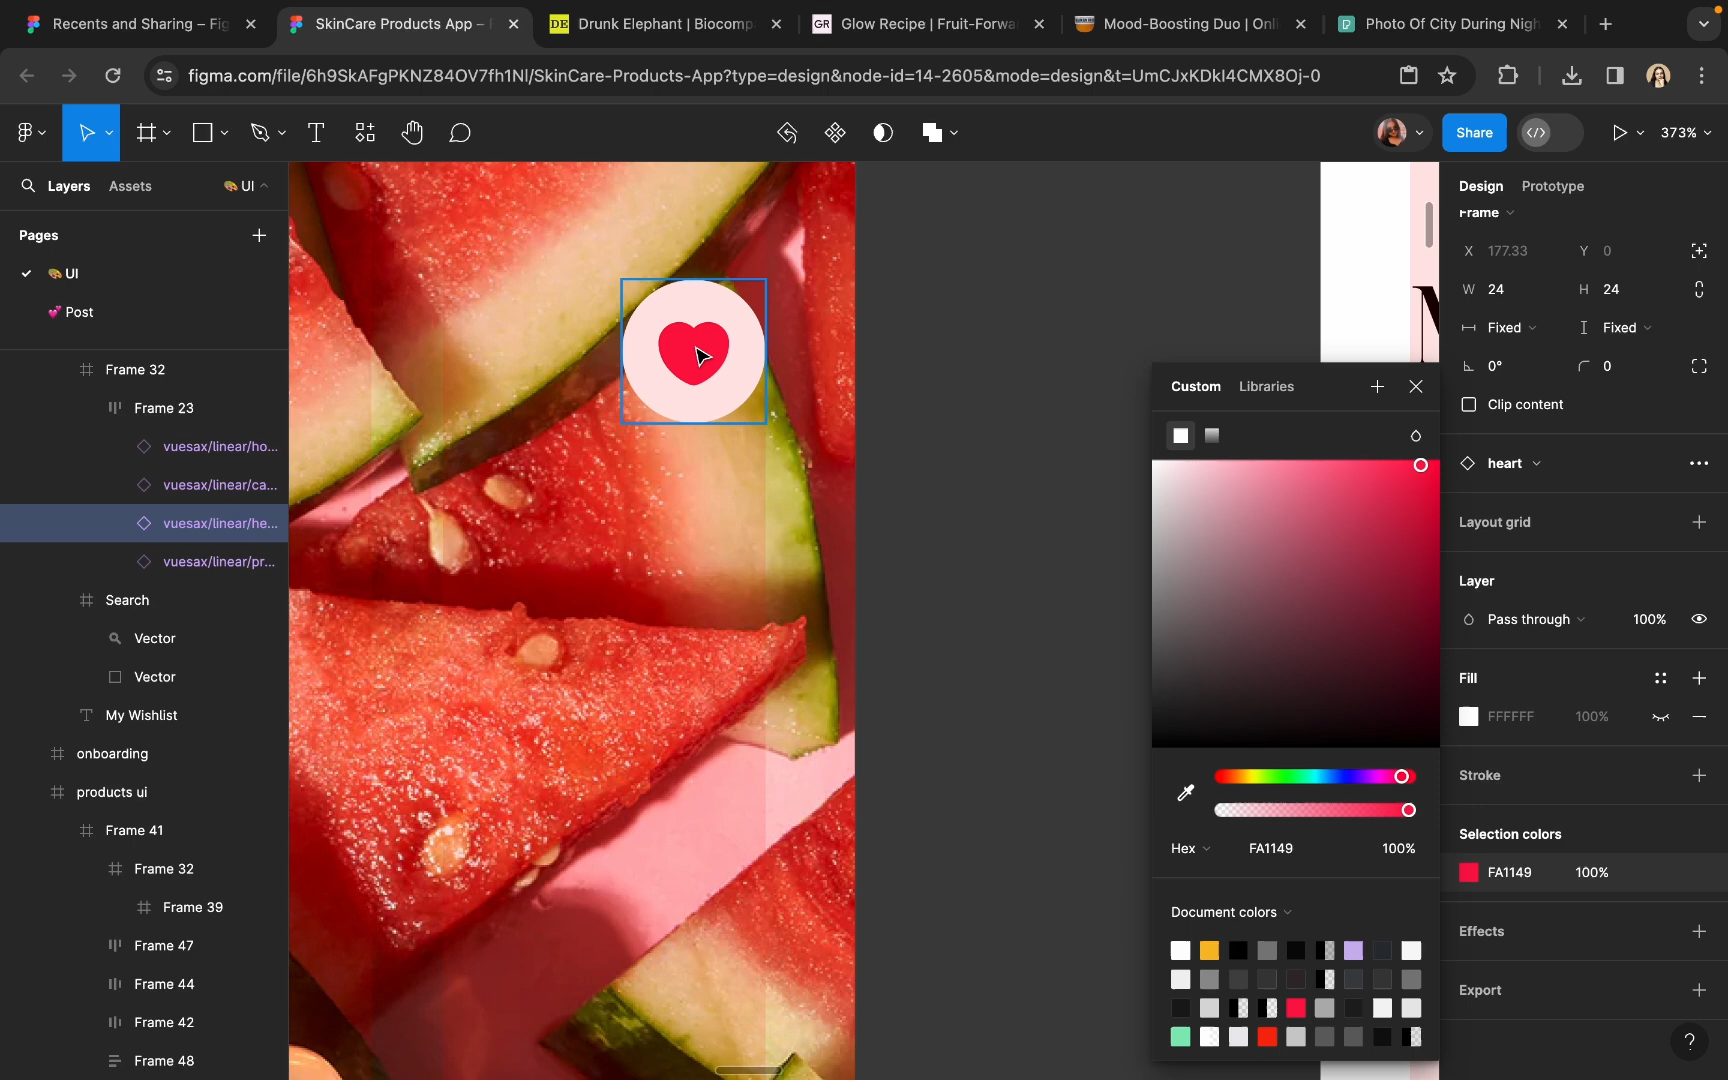 Recents and Sharing – Fig
SkinCare Products App – F
DE
Drunk Elephant | Biocomp
GR
Glow Recipe | Fruit-Forwa
Mood-Boosting Duo | Onli
Photo Of City During Nigh
figma.com/file/6h9SkAFgPKNZ84OV7fh1NI/SkinCare-Products-App?type=design&node-id=14-2605&mode=design&t=UmCJxKDkI4CMX8Oj-0
Share
373%
Layers
Assets
UI
Pages
UI
Post
Frame 32
Frame 23
vuesax/linear/ho...
vuesax/linear/ca...
vuesax/linear/he...
vuesax/linear/pr...
Search
Vector
Vector
My Wishlist
onboarding
products ui
Frame 41
Frame 32
Frame 39
Frame 47
Frame 44
Frame 42
Frame 48
Custom
Libraries
Hex
FA1149
100%
Document colors
Design
Prototype
Frame
X 177.33
Y 0
W 24
H 24
Fixed
Fixed
0°
0
Clip content
heart
Layout grid
Layer
Pass through
100%
Fill
FFFFFF
100%
Stroke
Selection colors
FA1149
100%
Effects
Export
?